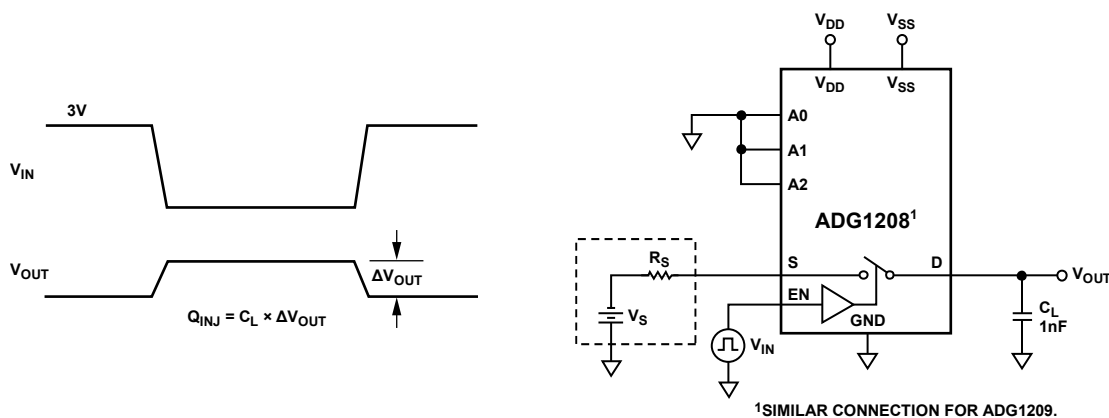 3V
VIN
VOUT
ΔVOUT
QINJ = CL × ΔVOUT
VDD
VSS
VDD
VSS
A0
A1
A2
ADG1208¹
RS
S
D
VOUT
EN
VS
GND
CL
1nF
VIN
¹SIMILAR CONNECTION FOR ADG1209.